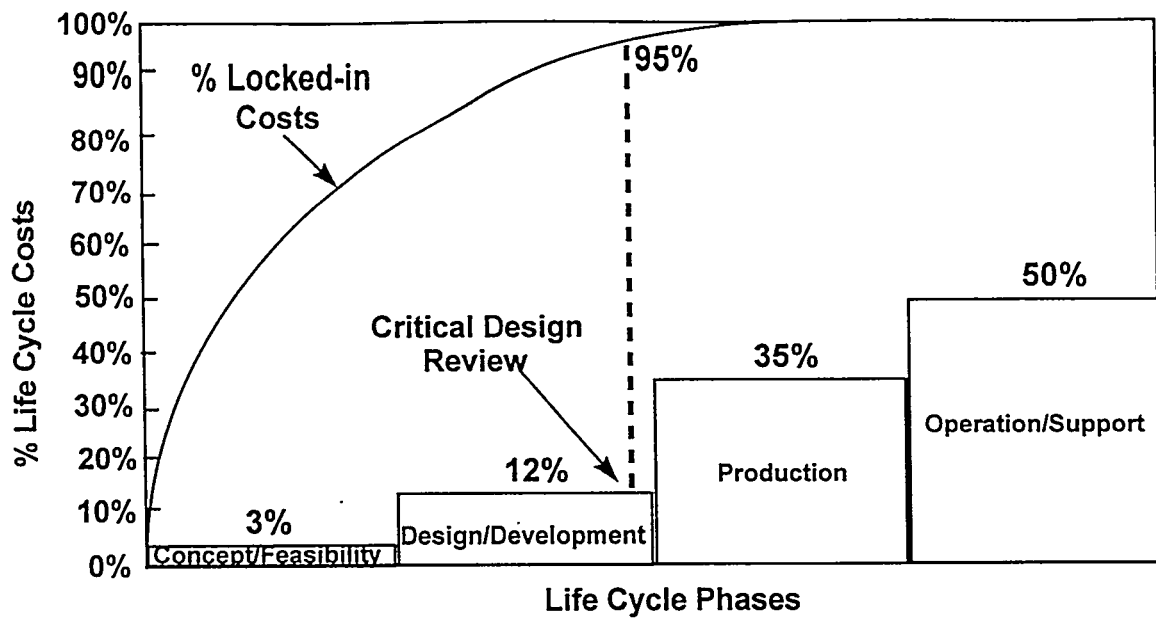 100%
90%
80%
70%
60%
50%
40%
30%
20%
10%
0%
% Life Cycle Costs
% Locked-in
Costs
95%
Critical Design
Review
3%
Concept/Feasibility
12%
Design/Development
35%
Production
50%
Operation/Support
Life Cycle Phases